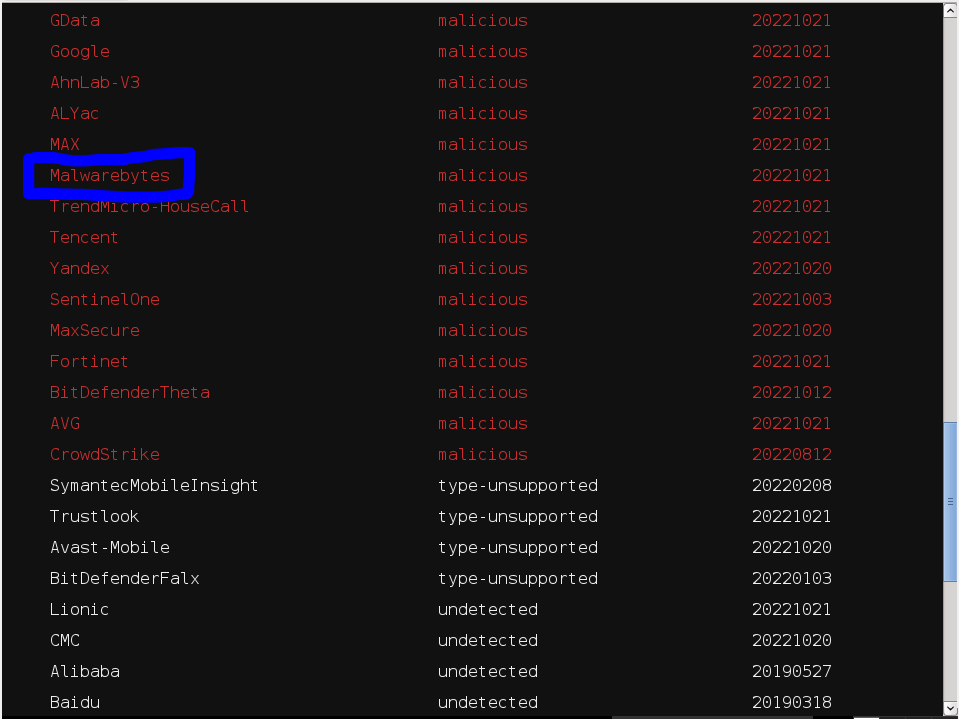 GData malicious 20221021
Google malicious 20221021
AhnLab-V3 malicious 20221021
ALYac malicious 20221021
MAX malicious 20221021
Malwarebytes malicious 20221021
TrendMicro-HouseCall malicious 20221021
Tencent malicious 20221021
Yandex malicious 20221020
SentinelOne malicious 20221003
MaxSecure malicious 20221020
Fortinet malicious 20221021
BitDefenderTheta malicious 20221012
AVG malicious 20221021
CrowdStrike malicious 20220812
SymantecMobileInsight type-unsupported 20220208
Trustlook type-unsupported 20221021
Avast-Mobile type-unsupported 20221020
BitDefenderFalx type-unsupported 20220103
Lionic undetected 20221021
CMC undetected 20221020
Alibaba undetected 20190527
Baidu undetected 20190318